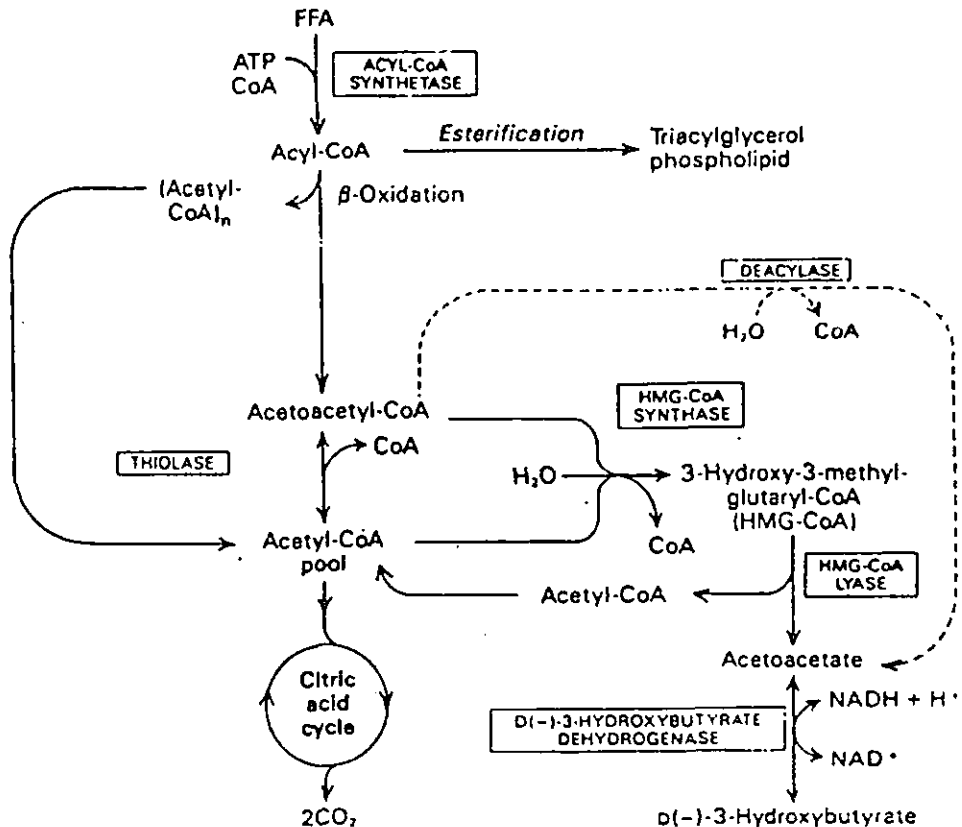 FFA
ATP
CoA
ACYL-CoA
SYNTHETASE
Acyl-CoA
Esterification
Triacylglycerol
phospholipid
(Acetyl-
CoA)n
β-Oxidation
DEACYLASE
H₂O
CoA
Acetoacetyl-CoA
HMG-CoA
SYNTHASE
CoA
THIOLASE
H₂O
3-Hydroxy-3-methyl-
glutaryl-CoA
(HMG-CoA)
Acetyl-CoA
pool
CoA
HMG-CoA
LYASE
Acetyl-CoA
Acetoacetate
Citric
acid
cycle
NADH + H⁺
D(−)-3-HYDROXYBUTYRATE
DEHYDROGENASE
NAD⁺
2CO₂
D(−)-3-Hydroxybutyrate